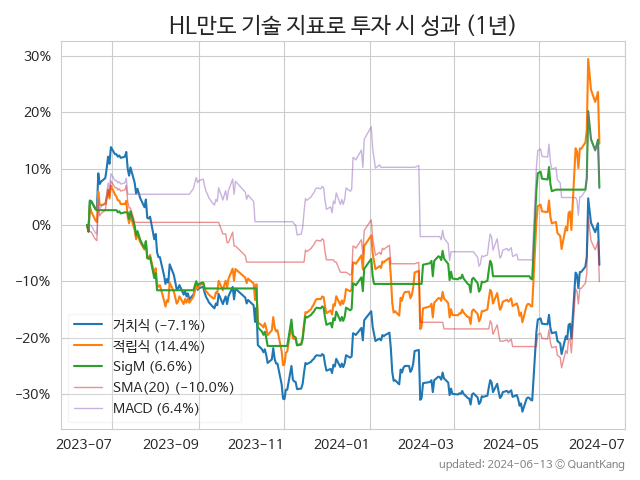 HL만도 기술 지표로 투자 시 성과 (1년)
30%
20%
10%
0%
−10%
−20%
−30%
거치식 (−7.1%)
적립식 (14.4%)
SigM (6.6%)
SMA(20) (−10.0%)
MACD (6.4%)
2023-07 2023-09 2023-11 2024-01 2024-03 2024-05 2024-07
updated: 2024-06-13 © QuantKang